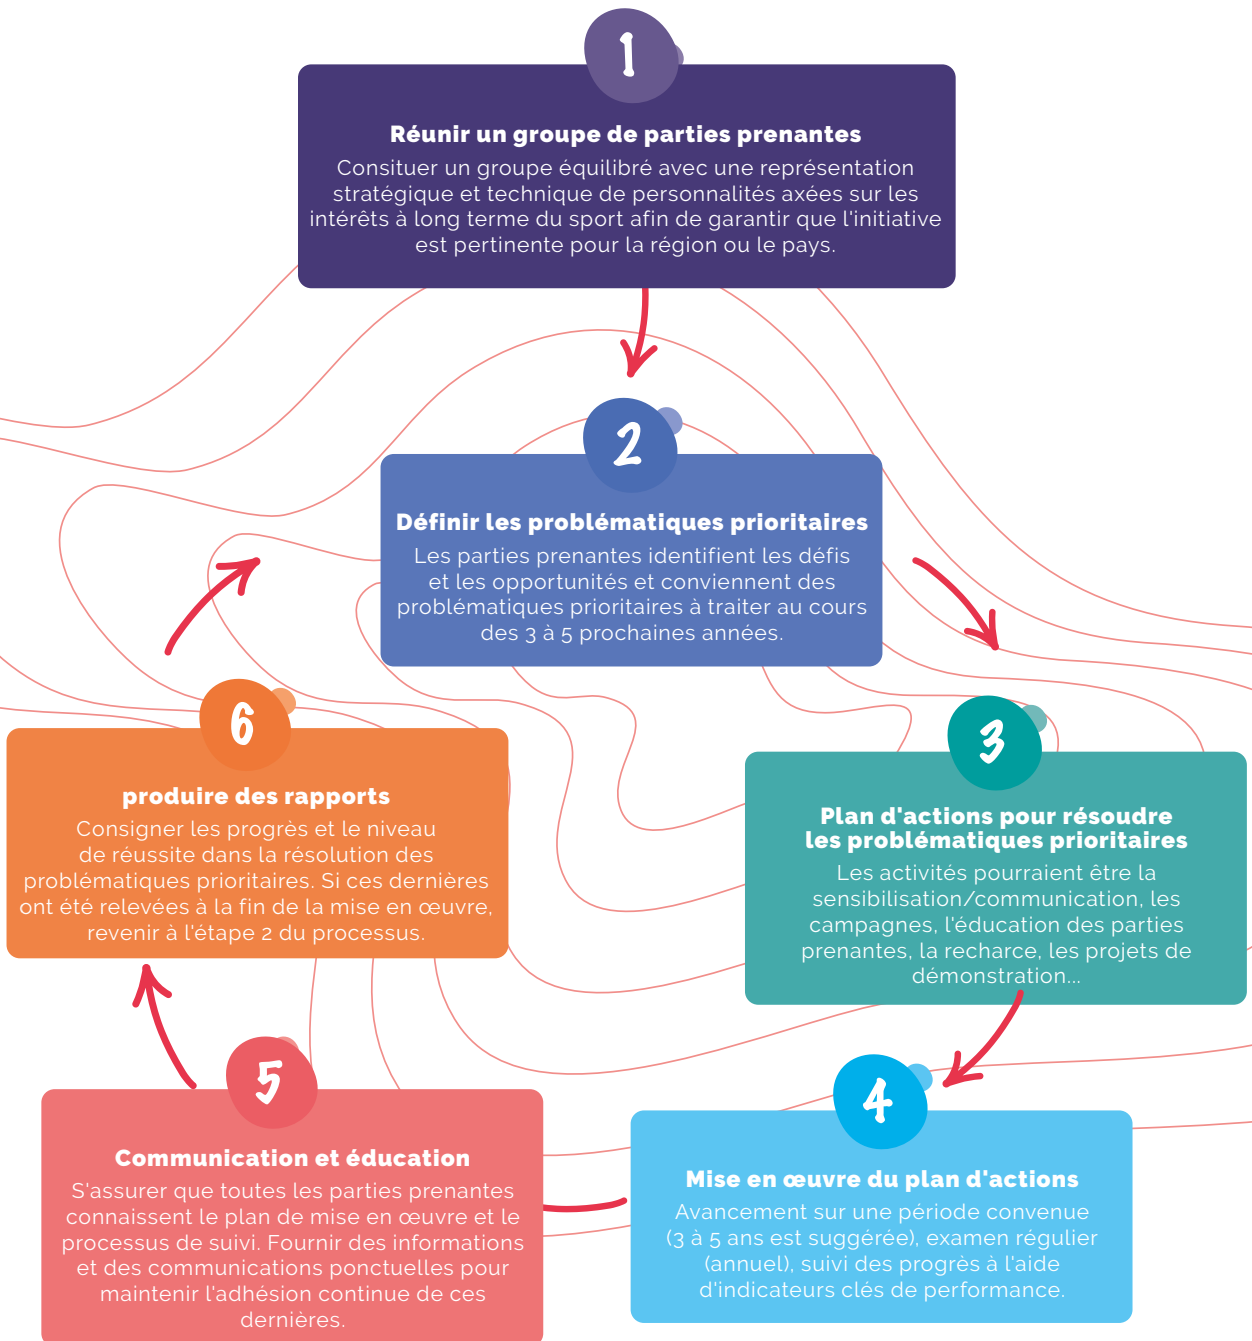 1
Réunir un groupe de parties prenantes
Consituer un groupe équilibré avec une représentation
stratégique et technique de personnalités axées sur les
intérêts à long terme du sport afin de garantir que l'initiative
est pertinente pour la région ou le pays.
2
Définir les problématiques prioritaires
Les parties prenantes identifient les défis
et les opportunités et conviennent des
problématiques prioritaires à traiter au cours
des 3 à 5 prochaines années.
3
Plan d'actions pour résoudre
les problématiques prioritaires
Les activités pourraient être la
sensibilisation/communication, les
campagnes, l'éducation des parties
prenantes, la recharce, les projets de
démonstration...
4
Mise en œuvre du plan d'actions
Avancement sur une période convenue
(3 à 5 ans est suggérée), examen régulier
(annuel), suivi des progrès à l'aide
d'indicateurs clés de performance.
5
Communication et éducation
S'assurer que toutes les parties prenantes
connaissent le plan de mise en œuvre et le
processus de suivi. Fournir des informations
et des communications ponctuelles pour
maintenir l'adhésion continue de ces
dernières.
6
produire des rapports
Consigner les progrès et le niveau
de réussite dans la résolution des
problématiques prioritaires. Si ces dernières
ont été relevées à la fin de la mise en œuvre,
revenir à l'étape 2 du processus.